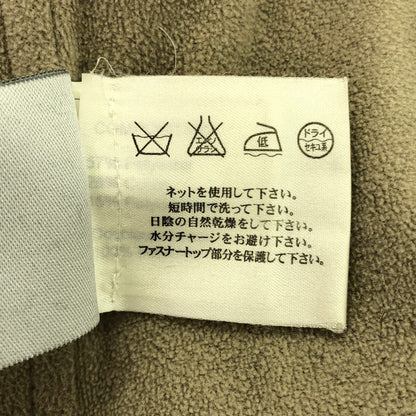 エンソ
サラシ
低
ドライ
セキユ系
ネットを使用して下さい。
短時間で洗って下さい。
日陰の自然乾燥をして下さい。
水分チャージをお避け下さい。
ファスナートップ部分を保護して下さい。